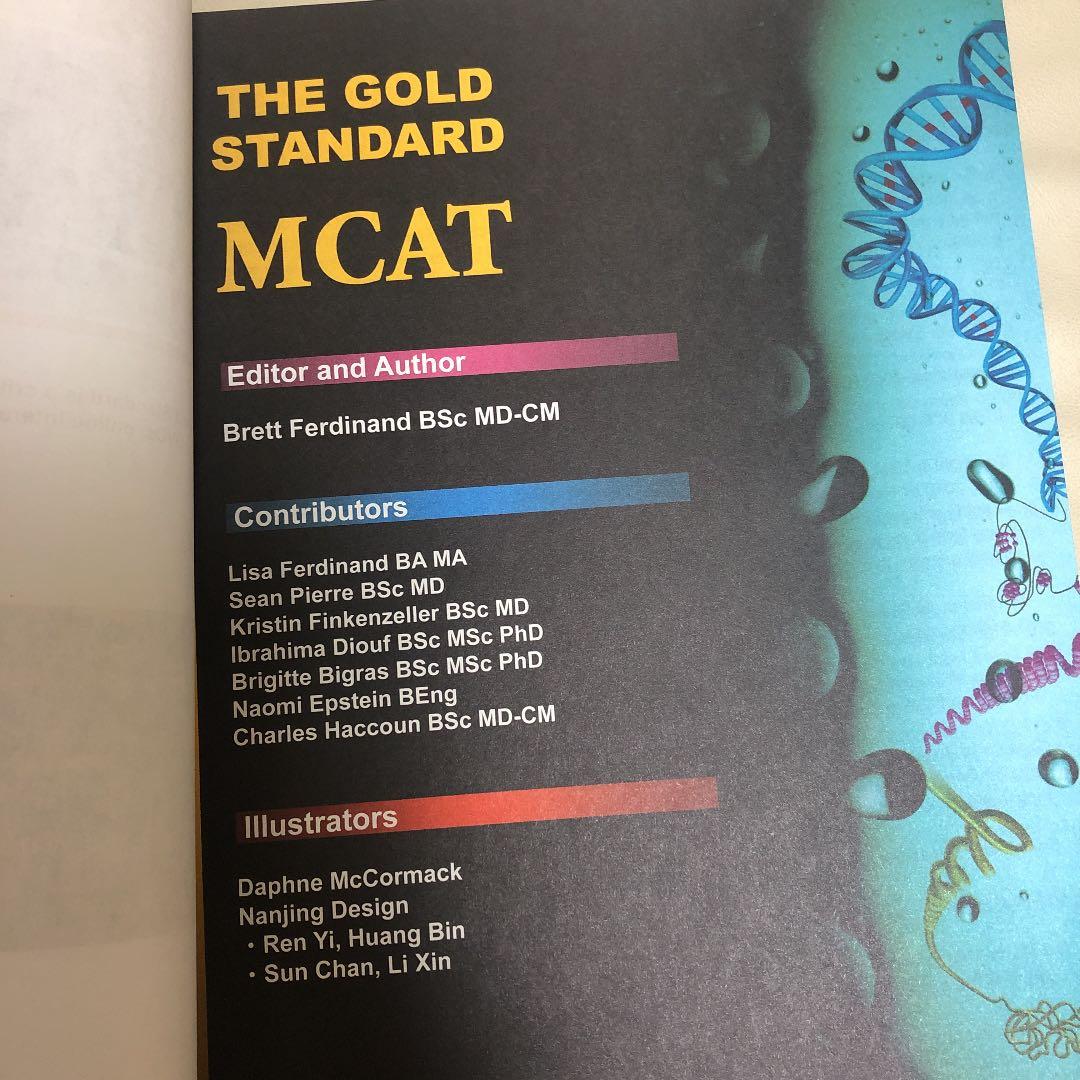 THE GOLD
STANDARD
MCAT
Editor and Author
Brett Ferdinand BSc MD-CM
Contributors
Lisa Ferdinand BA MA
Sean Pierre BSc MD
Kristin Finkenzeller BSc MD
Ibrahima Diouf BSc MSc PhD
Brigitte Bigras BSc MSc PhD
Naomi Epstein BEng
Charles Haccoun BSc MD-CM
Illustrators
Daphne McCormack
Nanjing Design
· Ren Yi, Huang Bin
· Sun Chan, Li Xin